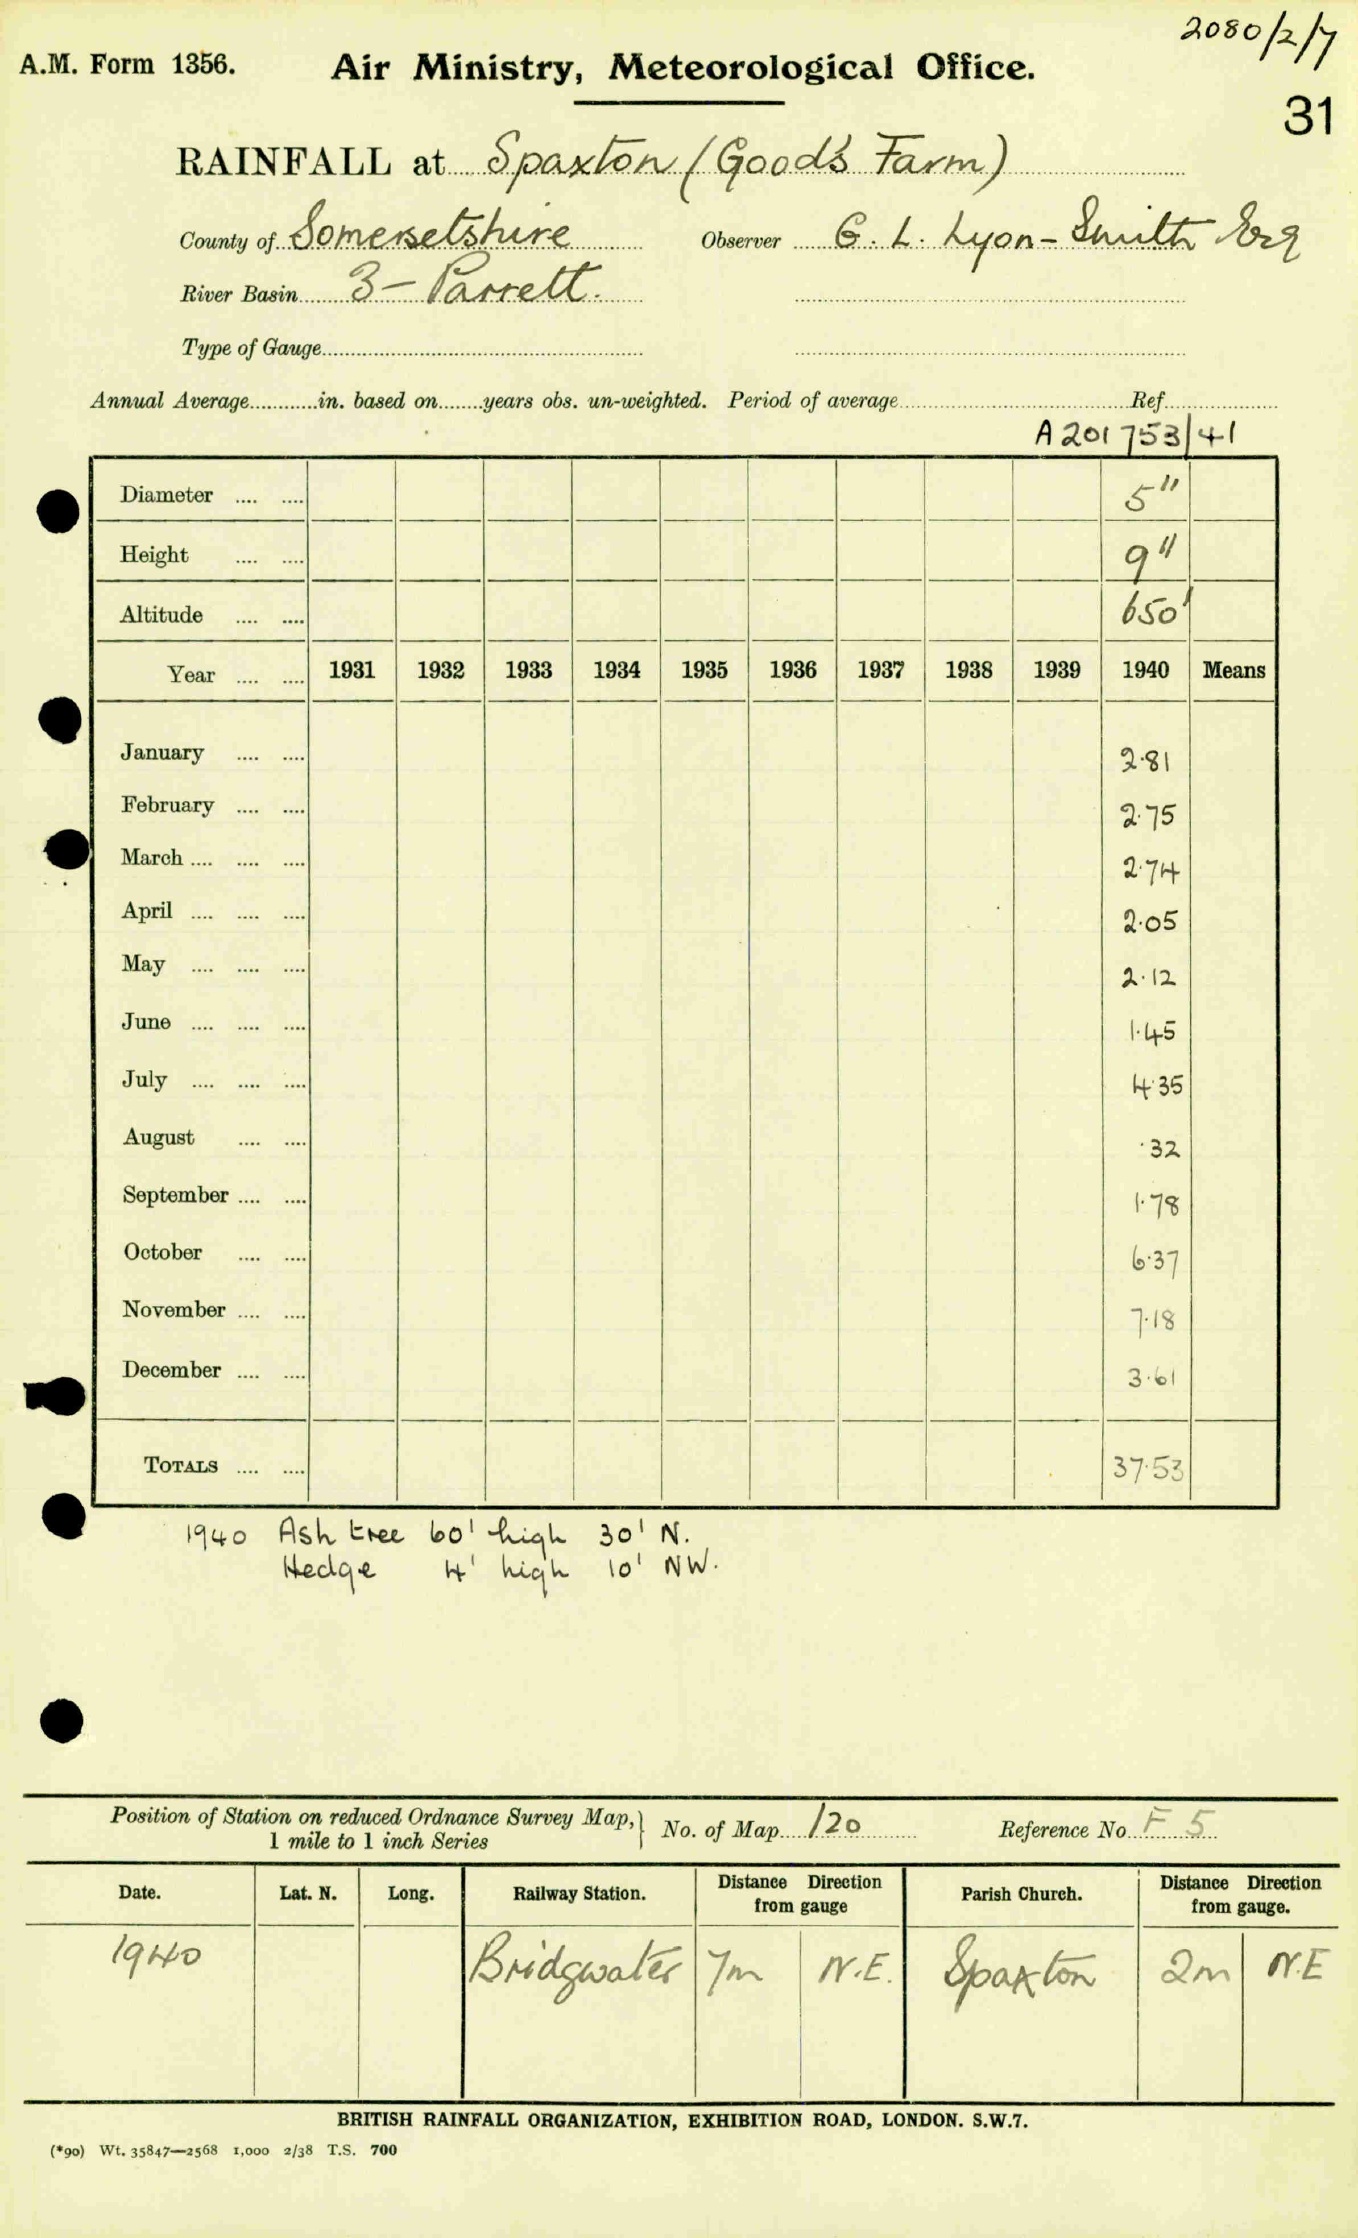 2080/2/7
A.M. Form 1356. Air Ministry, Meteorological Office.
31
RAINFALL at Spaxton (Good's Farm)
County of Somersetshire Observer G. L. Lyon-Smith Esq
River Basin 3 - Parrett.
Type of Gauge
Annual Average in. based on years obs. un-weighted. Period of average Ref.
A 201753/41
Diameter 5"
Height 9"
Altitude 650'
Year 1931 1932 1933 1934 1935 1936 1937 1938 1939 1940 Means
January 2.81
February 2.75
March 2.74
April 2.05
May 2.12
June 1.45
July 4.35
August .32
September 1.78
October 6.37
November 7.18
December 3.61
TOTALS 37.53
1940 Ash tree 60' high 30' N.
Hedge 4' high 10' NW.
Position of Station on reduced Ordnance Survey Map, 1 mile to 1 inch Series } No. of Map 120 Reference No. F 5
Date. Lat. N. Long. Railway Station. Distance Direction from gauge Parish Church. Distance Direction from gauge.
1940 Bridgwater 7m N.E. Spaxton 2m N.E
BRITISH RAINFALL ORGANIZATION, EXHIBITION ROAD, LONDON. S.W.7.
(*90) Wt. 35847—2568 1,000 2/38 T.S. 700